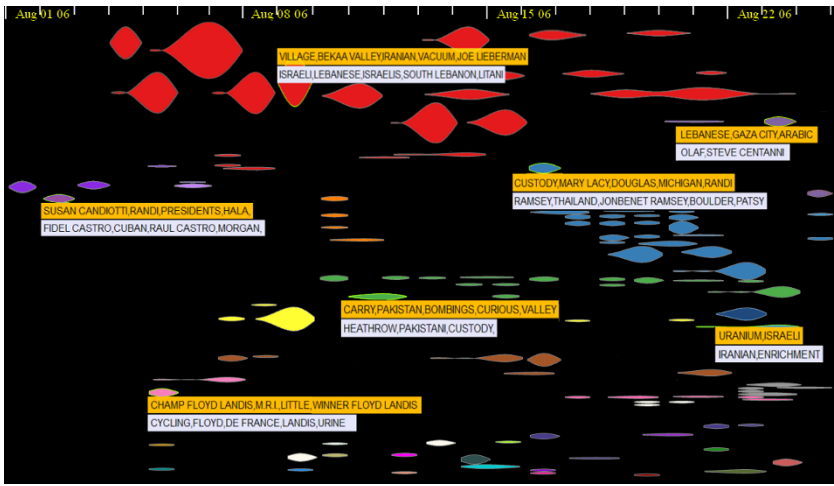 Aug 01 06
Aug 08 06
Aug 15 06
Aug 22 06
VILLAGE,BEKAA VALLEY,IRANIAN,VACUUM,JOE LIEBERMAN
ISRAELI,LEBANESE,ISRAELIS,SOUTH LEBANON,LITANI
LEBANESE,GAZA CITY,ARABIC
OLAF,STEVE CENTANNI
CUSTODY,MARY LACY,DOUGLAS,MICHIGAN,RANDI
RAMSEY,THAILAND,JONBENET RAMSEY,BOULDER,PATSY
SUSAN CANDIOTTI,RANDI,PRESIDENTS,HALA,
FIDEL CASTRO,CUBAN,RAUL CASTRO,MORGAN,
CARRY,PAKISTAN,BOMBINGS,CURIOUS,VALLEY
HEATHROW,PAKISTANI,CUSTODY,
URANIUM,ISRAELI
IRANIAN,ENRICHMENT
CHAMP FLOYD LANDIS,M.R.I.,LITTLE,WINNER FLOYD LANDIS
CYCLING,FLOYD,DE FRANCE,LANDIS,URINE